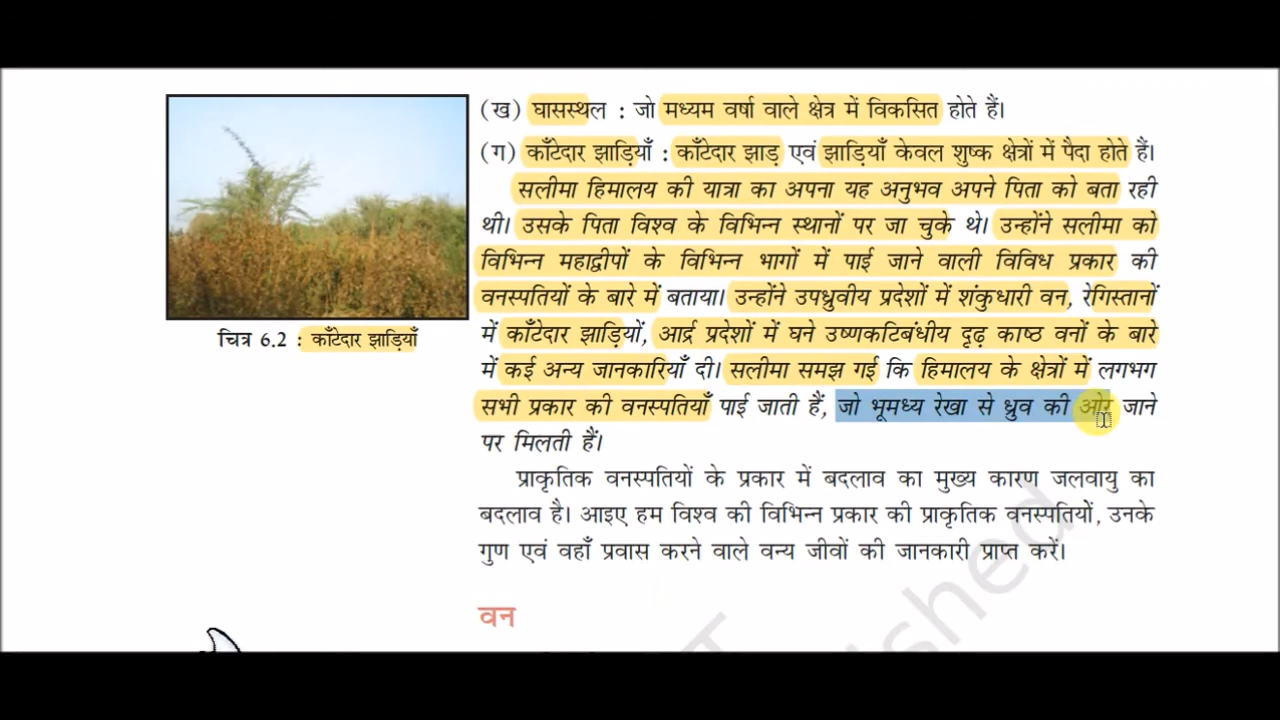 (ख) घासस्थल : जो मध्यम वर्षा वाले क्षेत्र में विकसित होते हैं।
(ग) काँटेदार झाड़ियाँ : काँटेदार झाड़ एवं झाड़ियाँ केवल शुष्क क्षेत्रों में पैदा होते हैं।
सलीमा हिमालय की यात्रा का अपना यह अनुभव अपने पिता को बता रही
थी। उसके पिता विश्व के विभिन्न स्थानों पर जा चुके थे। उन्होंने सलीमा को
विभिन्न महाद्वीपों के विभिन्न भागों में पाई जाने वाली विविध प्रकार की
वनस्पतियों के बारे में बताया। उन्होंने उपध्रुवीय प्रदेशों में शंकुधारी वन, रेगिस्तानों
में काँटेदार झाड़ियों, आर्द्र प्रदेशों में घने उष्णकटिबंधीय दृढ़ काष्ठ वनों के बारे
में कई अन्य जानकारियाँ दी। सलीमा समझ गई कि हिमालय के क्षेत्रों में लगभग
सभी प्रकार की वनस्पतियाँ पाई जाती हैं, जो भूमध्य रेखा से ध्रुव की ओर जाने
पर मिलती हैं।
चित्र 6.2 : काँटेदार झाड़ियाँ
प्राकृतिक वनस्पतियों के प्रकार में बदलाव का मुख्य कारण जलवायु का
बदलाव है। आइए हम विश्व की विभिन्न प्रकार की प्राकृतिक वनस्पतियों, उनके
गुण एवं वहाँ प्रवास करने वाले वन्य जीवों की जानकारी प्राप्त करें।
वन